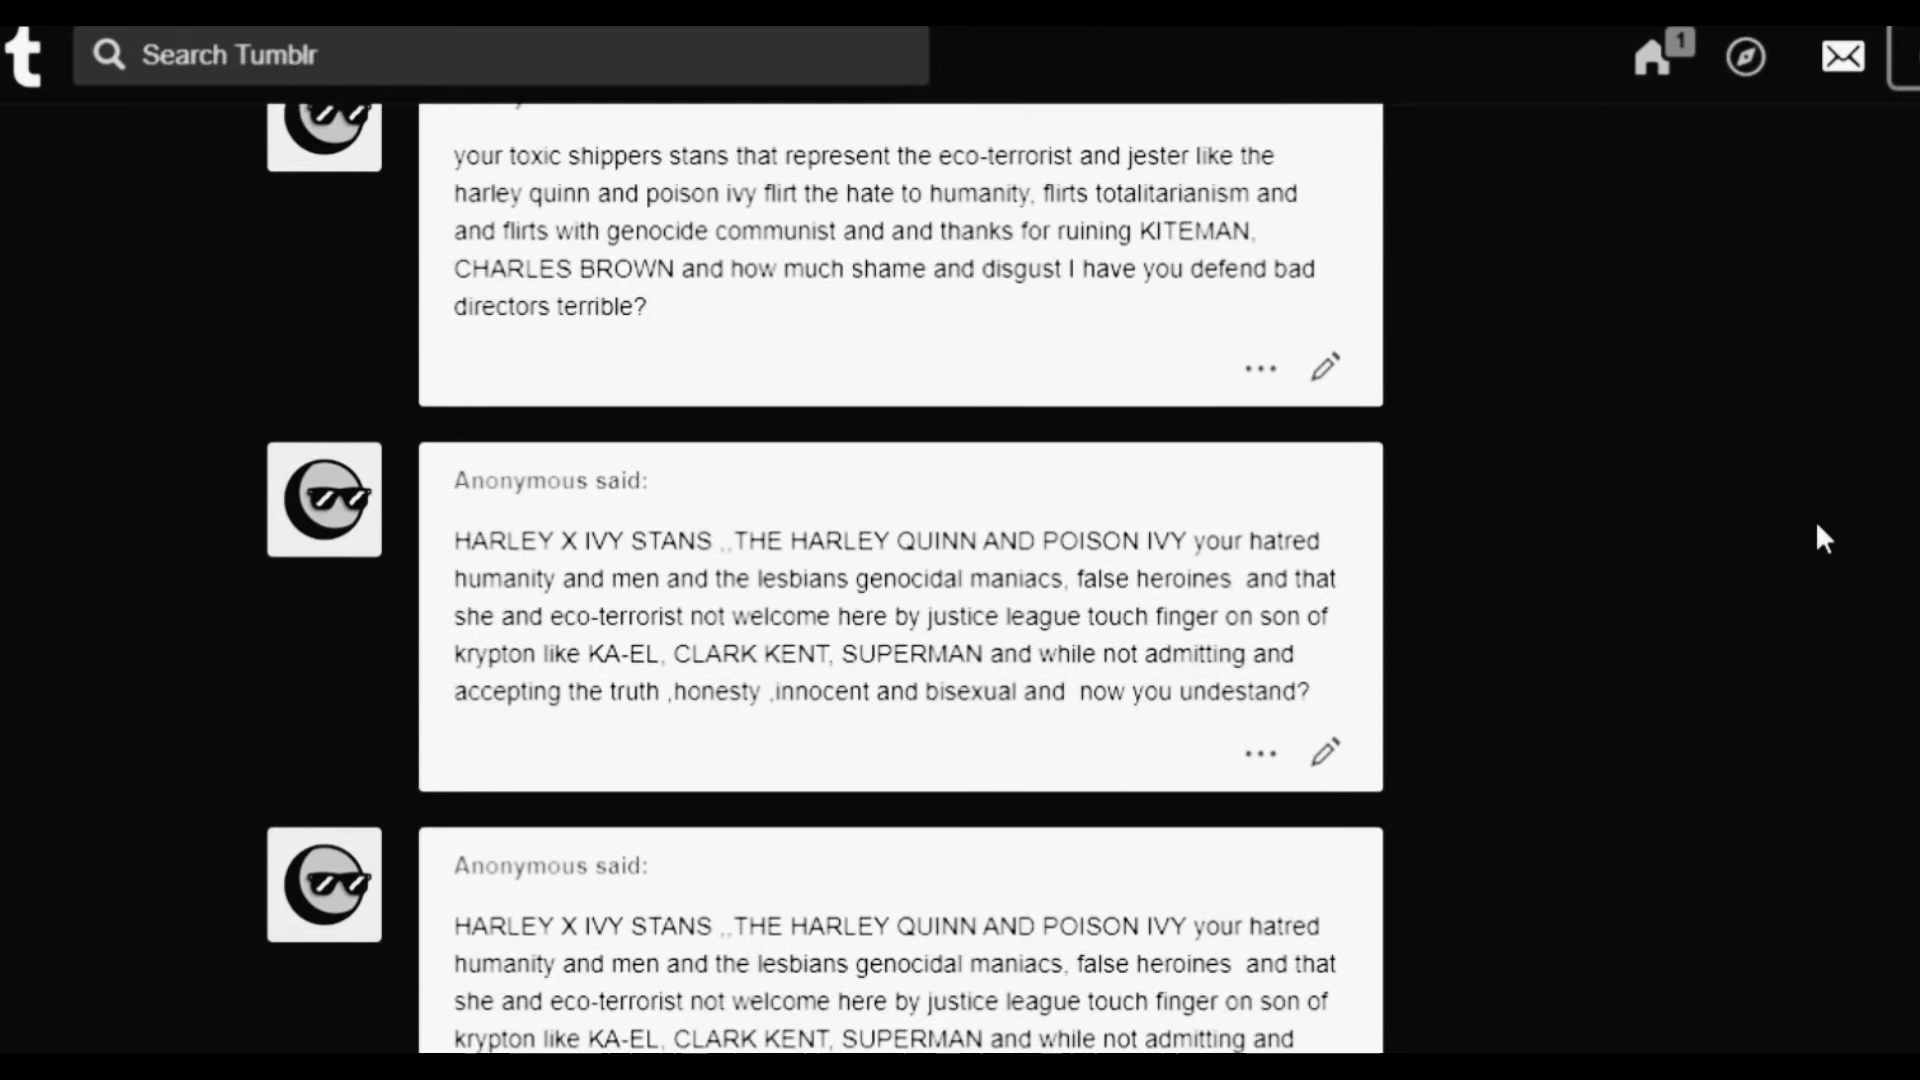 t
Search Tumblr
1
your toxic shippers stans that represent the eco-terrorist and jester like the
harley quinn and poison ivy flirt the hate to humanity, flirts totalitarianism and
and flirts with genocide communist and and thanks for ruining KITEMAN,
CHARLES BROWN and how much shame and disgust I have you defend bad
directors terrible?
Anonymous said:
HARLEY X IVY STANS ,,THE HARLEY QUINN AND POISON IVY your hatred
humanity and men and the lesbians genocidal maniacs, false heroines and that
she and eco-terrorist not welcome here by justice league touch finger on son of
krypton like KA-EL, CLARK KENT, SUPERMAN and while not admitting and
accepting the truth ,honesty ,innocent and bisexual and now you undestand?
Anonymous said:
HARLEY X IVY STANS ,,THE HARLEY QUINN AND POISON IVY your hatred
humanity and men and the lesbians genocidal maniacs, false heroines and that
she and eco-terrorist not welcome here by justice league touch finger on son of
krypton like KA-EL, CLARK KENT, SUPERMAN and while not admitting and